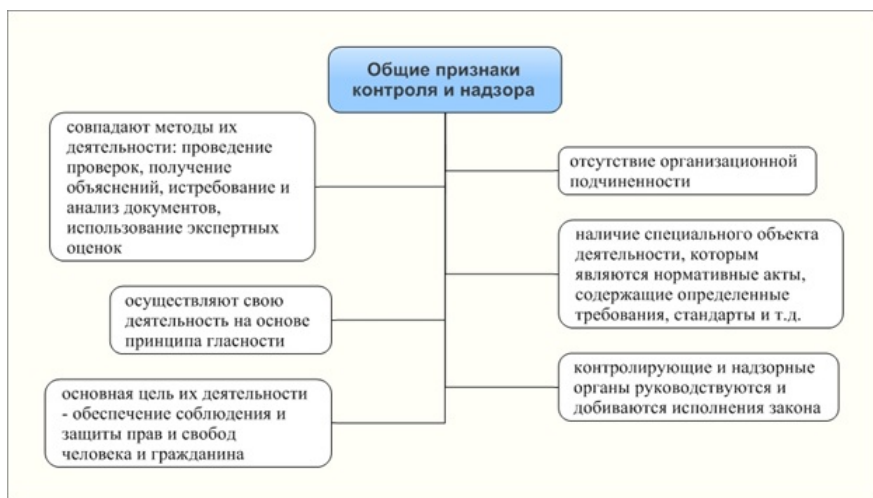 Общие признаки
контроля и надзора
совпадают методы их
деятельности: проведение
проверок, получение
объяснений, истребование и
анализ документов,
использование экспертных
оценок
осуществляют свою
деятельность на основе
принципа гласности
основная цель их деятельности
- обеспечение соблюдения и
защиты прав и свобод
человека и гражданина
отсутствие организационной
подчиненности
наличие специального объекта
деятельности, которым
являются нормативные акты,
содержащие определенные
требования, стандарты и т.д.
контролирующие и надзорные
органы руководствуются и
добиваются исполнения закона